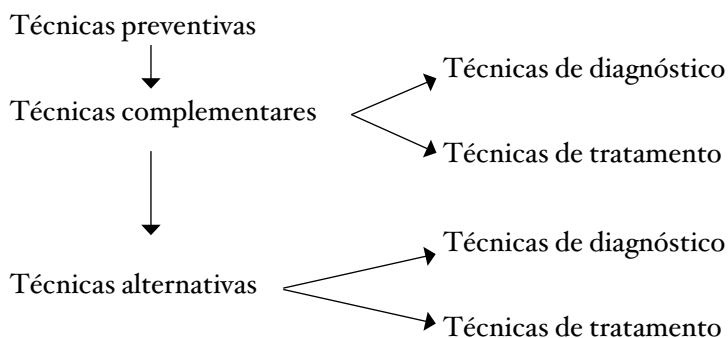 Técnicas preventivas
Técnicas de diagnóstico
Técnicas complementares
Técnicas de tratamento
Técnicas de diagnóstico
Técnicas alternativas
Técnicas de tratamento